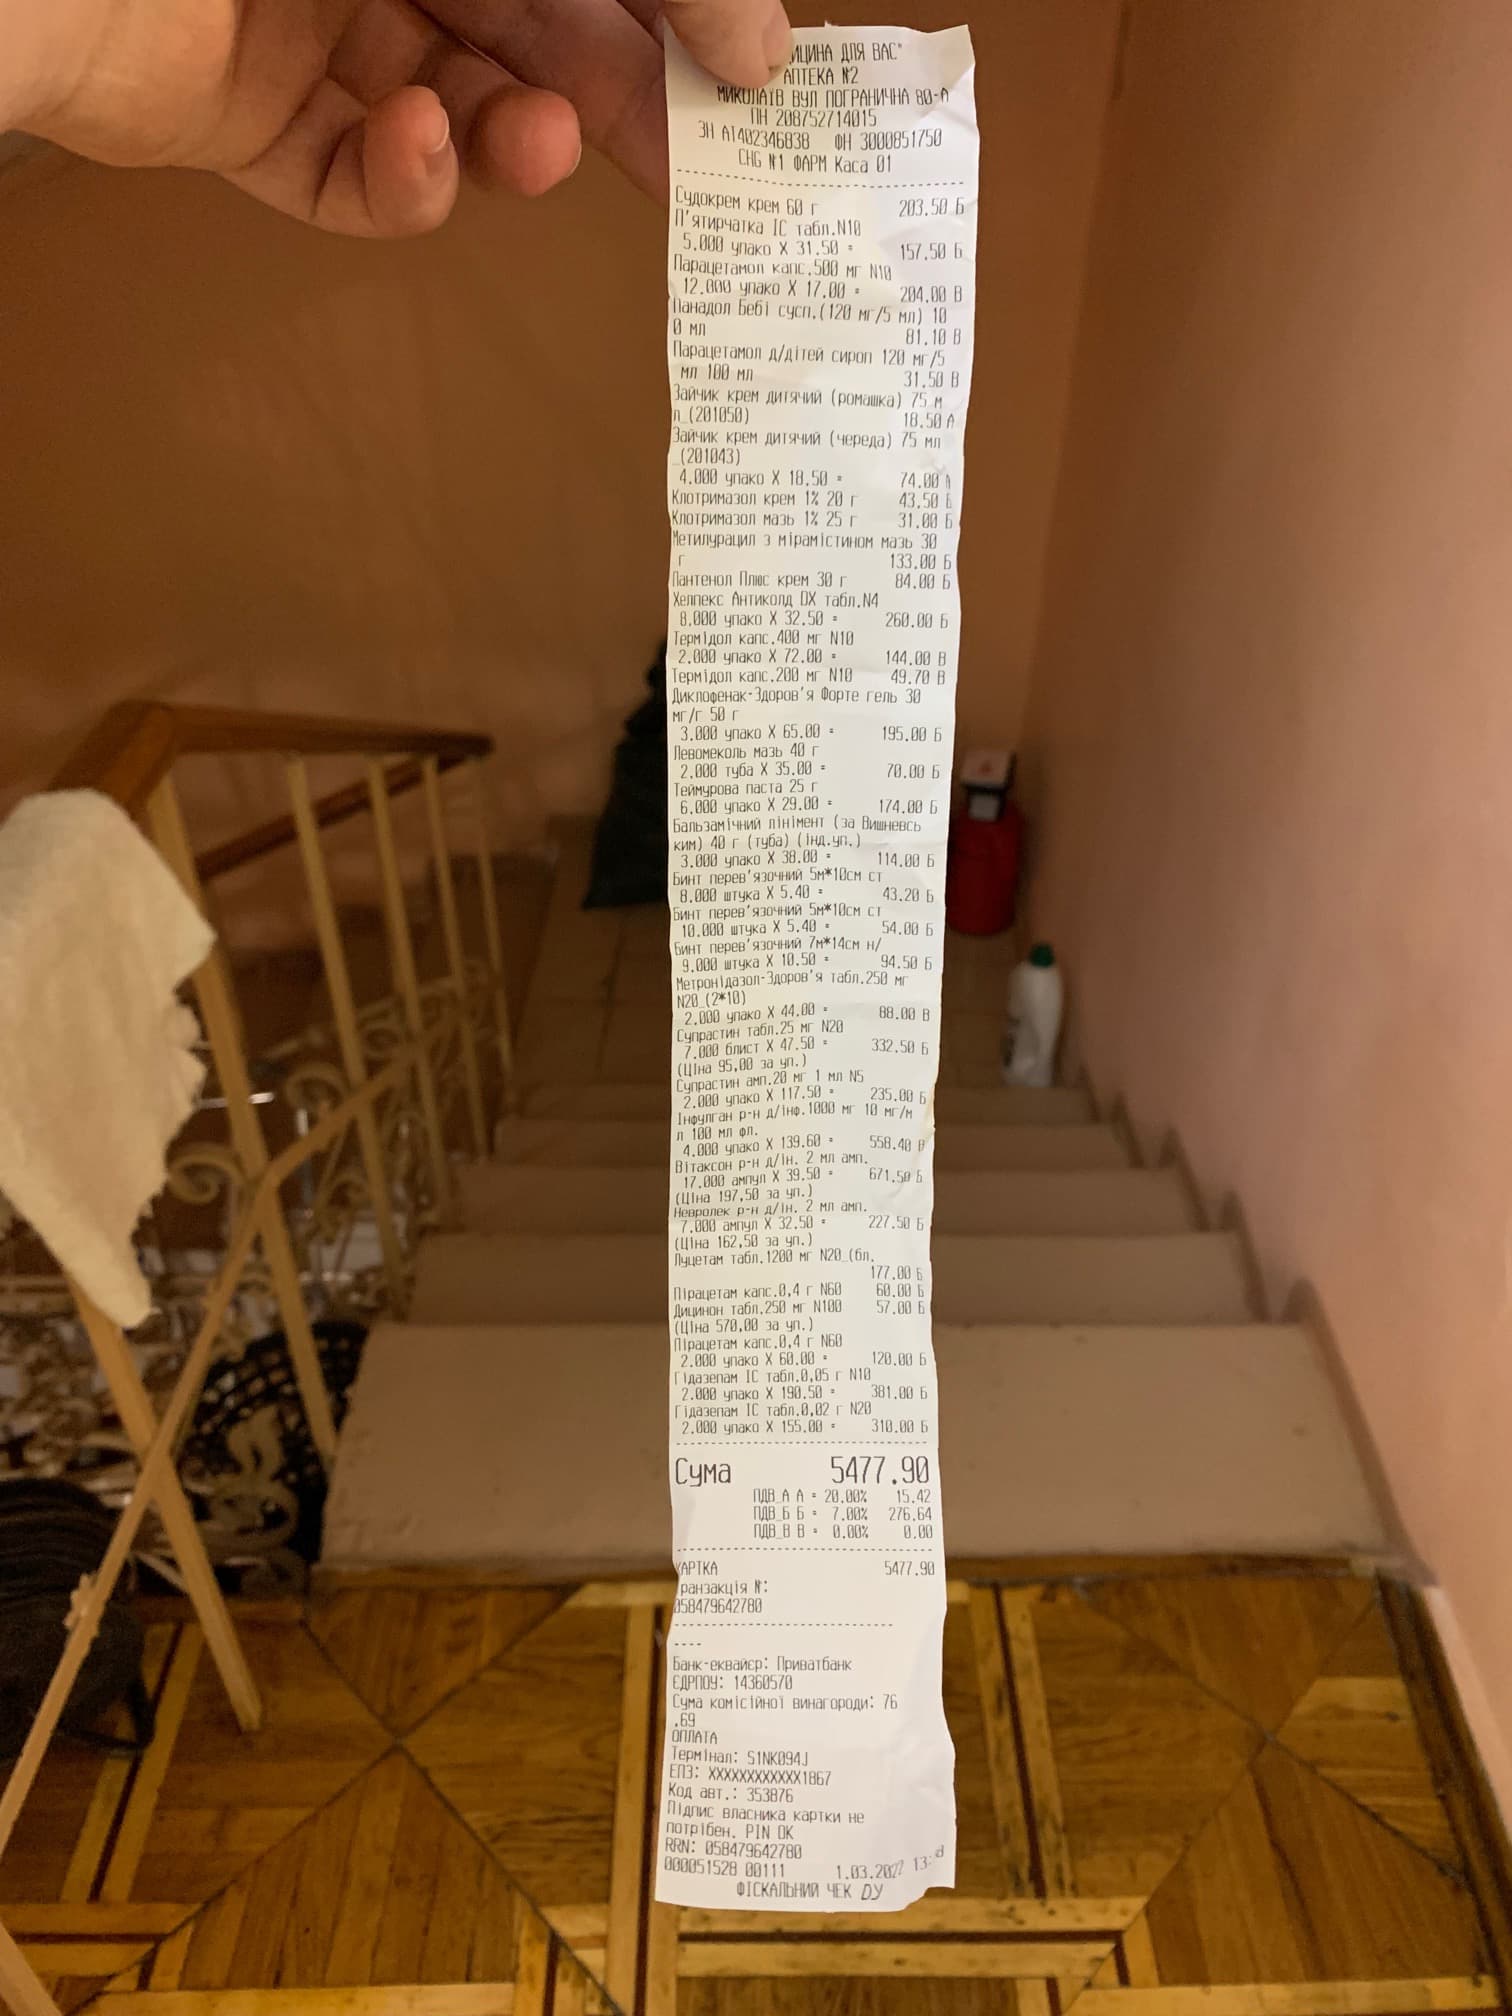 ИЦИНА ДЛЯ ВАС"
АПТЕКА №2
МИКОЛАЇВ ВУЛ ПОГРАНИЧНА 80-А
ПН 208752714015
ЗН АІ402346838 ФН 3000851750
СНБ №1 ФАРМ Каса 01
Судокрем крем 60 г 203.50 Б
П'ятирчатка ІС табл.N10
5.000 упако X 31.50 = 157.50 Б
Парацетамол капс.500 мг N10
12.000 упако X 17.00 = 204.00 В
Панадол Бебі сусп.(120 мг/5 мл) 10
0 мл 81.10 В
Парацетамол д/дітей сироп 120 мг/5
мл 100 мл 31.50 В
Зайчик крем дитячий (ромашка) 75 м
л_(201050) 18.50 А
Зайчик крем дитячий (череда) 75 мл
_(201043)
4.000 упако X 18.50 = 74.00 А
Клотримазол крем 1% 20 г 43.50 Б
Клотримазол мазь 1% 25 г 31.00 Б
Метилурацил з мірамістином мазь 30
г 133.00 Б
Пантенол Плюс крем 30 г 84.00 Б
Хелпекс Антиколд DX табл.N4
8.000 упако X 32.50 = 260.00 Б
Термідол капс.400 мг N10
2.000 упако X 72.00 = 144.00 В
Термідол капс.200 мг N10 49.70 В
Диклофенак-Здоров'я Форте гель 30
мг/г 50 г
3.000 упако X 65.00 = 195.00 Б
Левомеколь мазь 40 г
2.000 туба X 35.00 = 70.00 Б
Теймурова паста 25 г
6.000 упако X 29.00 = 174.00 Б
Бальзамічний лінімент (за Вишневсь
ким) 40 г (туба) (інд.уп.)
3.000 упако X 38.00 = 114.00 Б
Бинт перев'язочний 5м*10см ст
8.000 штука X 5.40 = 43.20 Б
Бинт перев'язочний 5м*10см ст
10.000 штука X 5.40 = 54.00 Б
Бинт перев'язочний 7м*14см н/
9.000 штука X 10.50 = 94.50 Б
Метронідазол-Здоров'я табл.250 мг
N20_(2*10)
2.000 упако X 44.00 = 88.00 В
Супрастин табл.25 мг N20
7.000 блист X 47.50 = 332.50 Б
(Ціна 95,00 за уп.)
Супрастин амп.20 мг 1 мл N5
2.000 упако X 117.50 = 235.00 Б
Інфулган р-н д/інф.1000 мг 10 мг/м
л 100 мл фл.
4.000 упако X 139.60 = 558.40 В
Вітаксон р-н д/ін. 2 мл амп.
17.000 ампул X 39.50 = 671.50 Б
(Ціна 197,50 за уп.)
Невролек р-н д/ін. 2 мл амп.
7.000 ампул X 32.50 = 227.50 Б
(Ціна 162,50 за уп.)
Луцетам табл.1200 мг N20_(бл.
177.00 Б
Пірацетам капс.0,4 г N60 60.00 Б
Дицинон табл.250 мг N100 57.00 Б
(Ціна 570,00 за уп.)
Пірацетам капс.0,4 г N60
2.000 упако X 60.00 = 120.00 Б
Гідазепам ІС табл.0,05 г N10
2.000 упако X 190.50 = 381.00 Б
Гідазепам ІС табл.0,02 г N20
2.000 упако X 155.00 = 310.00 Б
Сума 5477.90
ПДВ_А А = 20.00% 15.42
ПДВ_Б Б = 7.00% 276.64
ПДВ_В В = 0.00% 0.00
КАРТКА 5477.90
ранзакція №:
058479642780
----
Банк-еквайєр: Приватбанк
ЄДРПОУ: 14360570
Сума комісійної винагороди: 76
.69
ОПЛАТА
Термінал: S1NK094J
ЕПЗ: XXXXXXXXXXXX1867
Код авт.: 353876
Підпис власника картки не
потрібен. PIN OK
RRN: 058479642780
000051528 00111 1.03.2022
ФІСКАЛЬНИЙ ЧЕК DY